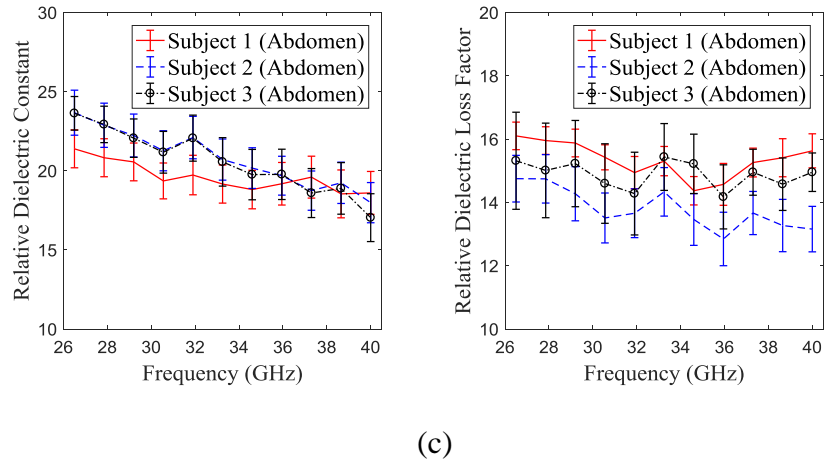 Relative Dielectric Constant
30
25
20
15
10
26 28 30 32 34 36 38 40
Frequency (GHz)
Subject 1 (Abdomen)
Subject 2 (Abdomen)
Subject 3 (Abdomen)
Relative Dielectric Loss Factor
20
18
16
14
12
10
26 28 30 32 34 36 38 40
Frequency (GHz)
Subject 1 (Abdomen)
Subject 2 (Abdomen)
Subject 3 (Abdomen)
(c)